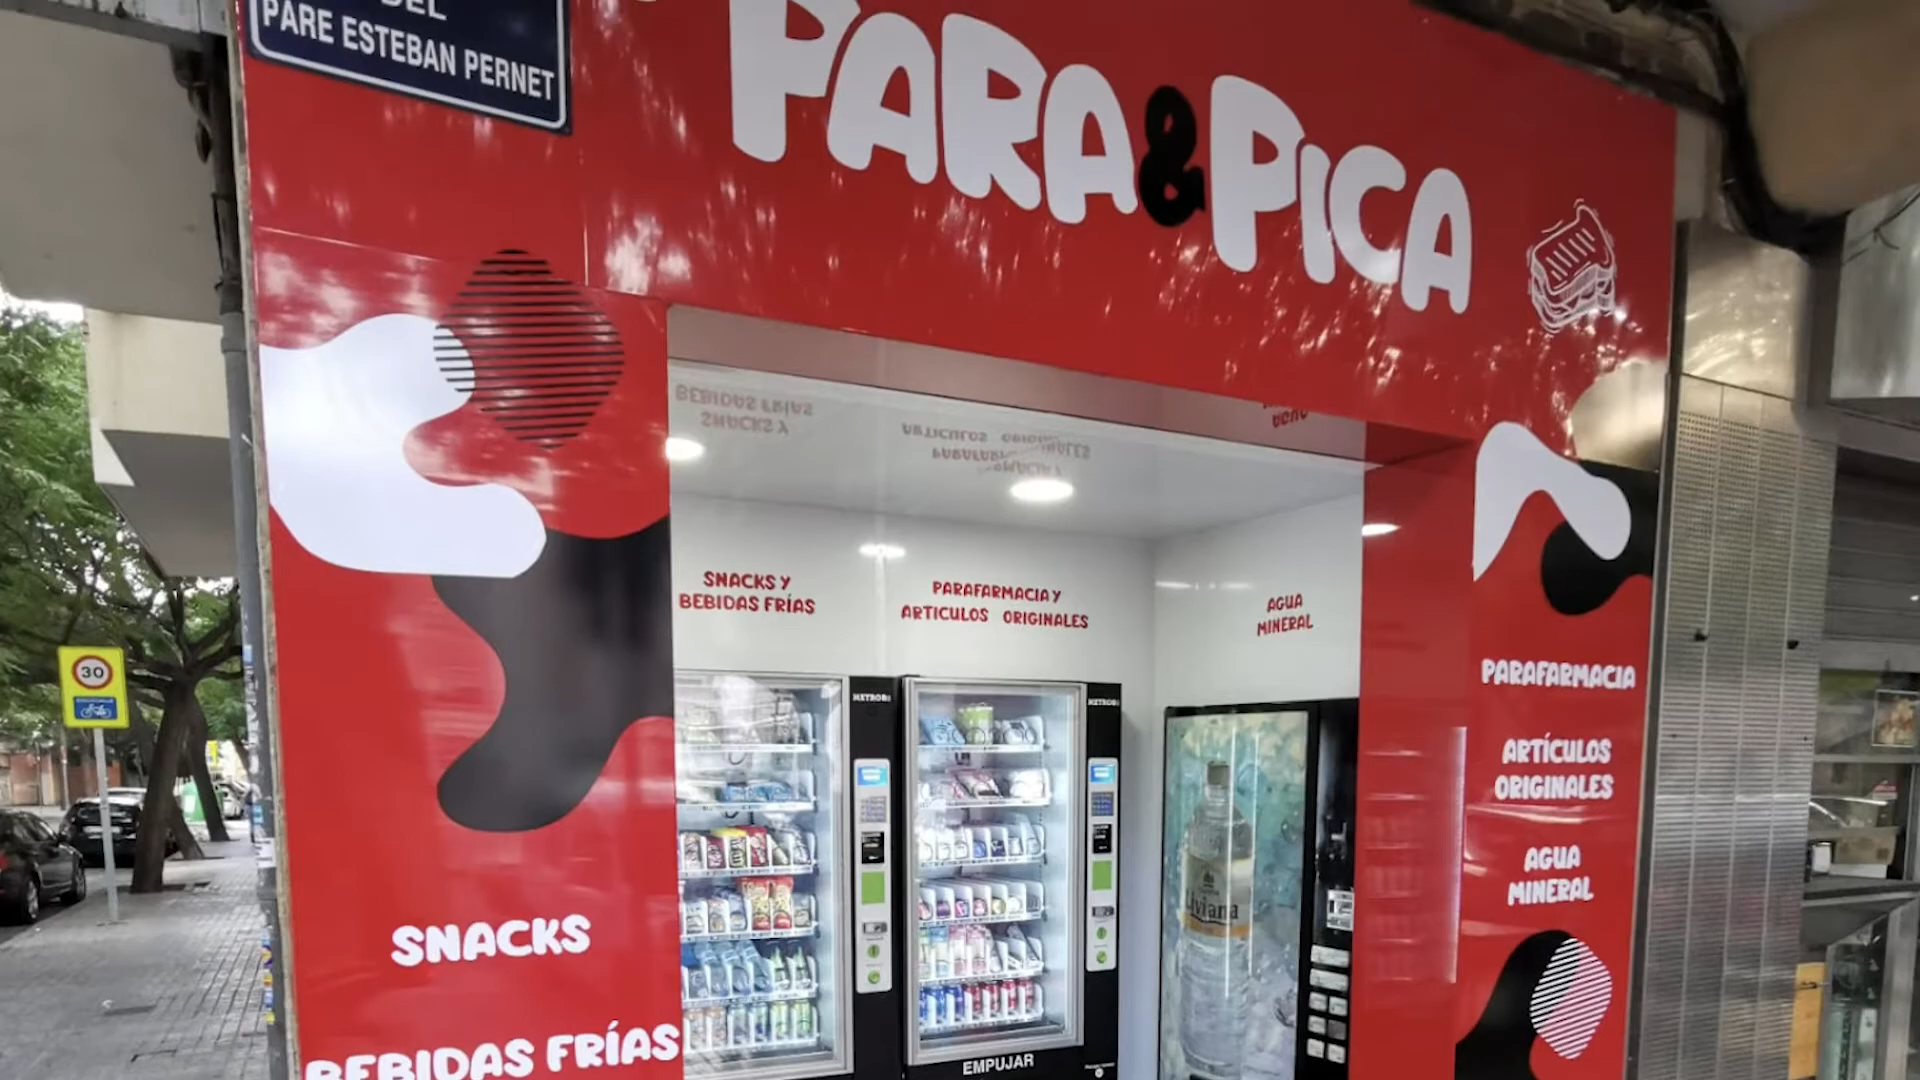 DEL
PARE ESTEBAN PERNET
PARA&PICA
SNACKS Y
BEBIDAS FRÍAS
PARAFARMACIA Y
ARTICULOS ORIGINALES
AGUA
MINERAL
30
EMPUJAR
SNACKS
BEBIDAS FRÍAS
PARAFARMACIA
ARTÍCULOS
ORIGINALES
AGUA
MINERAL